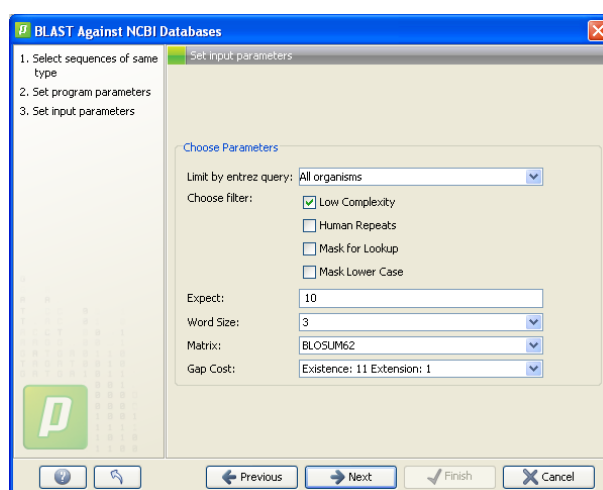 BLAST Against NCBI Databases
1. Select sequences of same
type
2. Set program parameters
3. Set input parameters
Set input parameters
Choose Parameters
Limit by entrez query: All organisms
Choose filter: Low Complexity
Human Repeats
Mask for Lookup
Mask Lower Case
Expect: 10
Word Size: 3
Matrix: BLOSUM62
Gap Cost: Existence: 11 Extension: 1
? Previous Next Finish Cancel